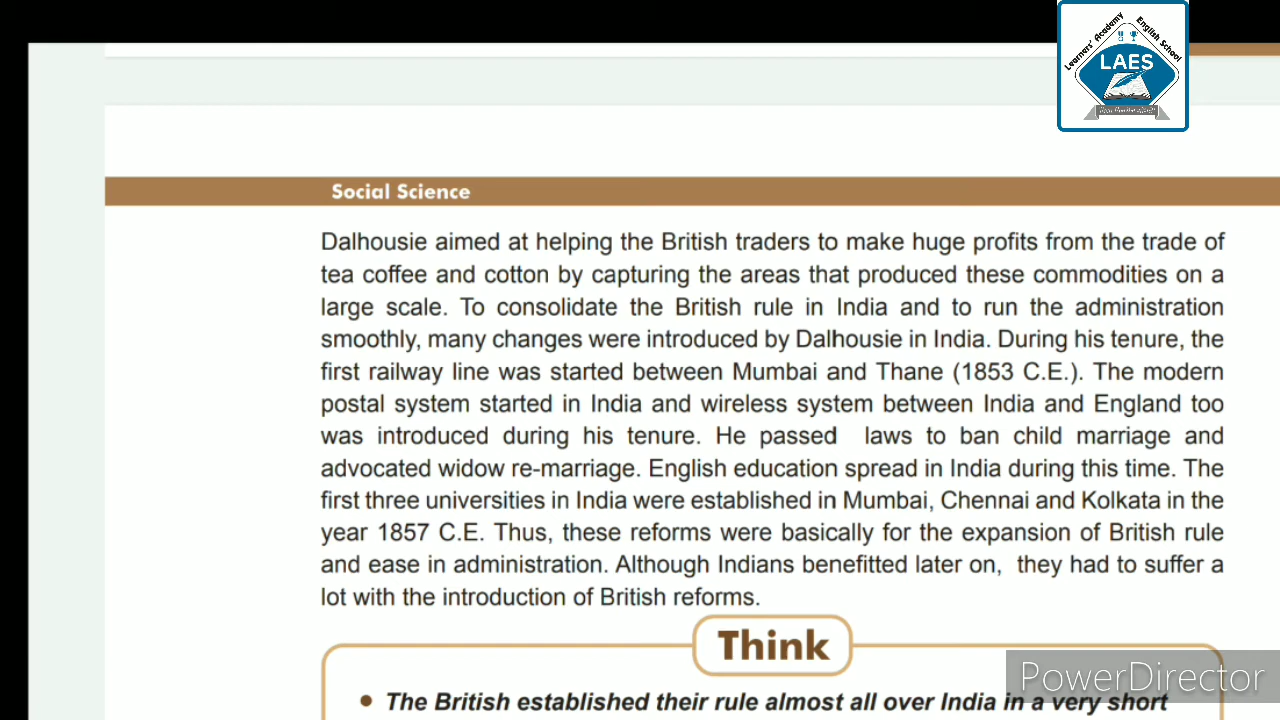 Learners' Academy English School
LAES
Social Science
Dalhousie aimed at helping the British traders to make huge profits from the trade of
tea coffee and cotton by capturing the areas that produced these commodities on a
large scale. To consolidate the British rule in India and to run the administration
smoothly, many changes were introduced by Dalhousie in India. During his tenure, the
first railway line was started between Mumbai and Thane (1853 C.E.). The modern
postal system started in India and wireless system between India and England too
was introduced during his tenure. He passed laws to ban child marriage and
advocated widow re-marriage. English education spread in India during this time. The
first three universities in India were established in Mumbai, Chennai and Kolkata in the
year 1857 C.E. Thus, these reforms were basically for the expansion of British rule
and ease in administration. Although Indians benefitted later on, they had to suffer a
lot with the introduction of British reforms.
Think
• The British established their rule almost all over India in a very short
PowerDirector